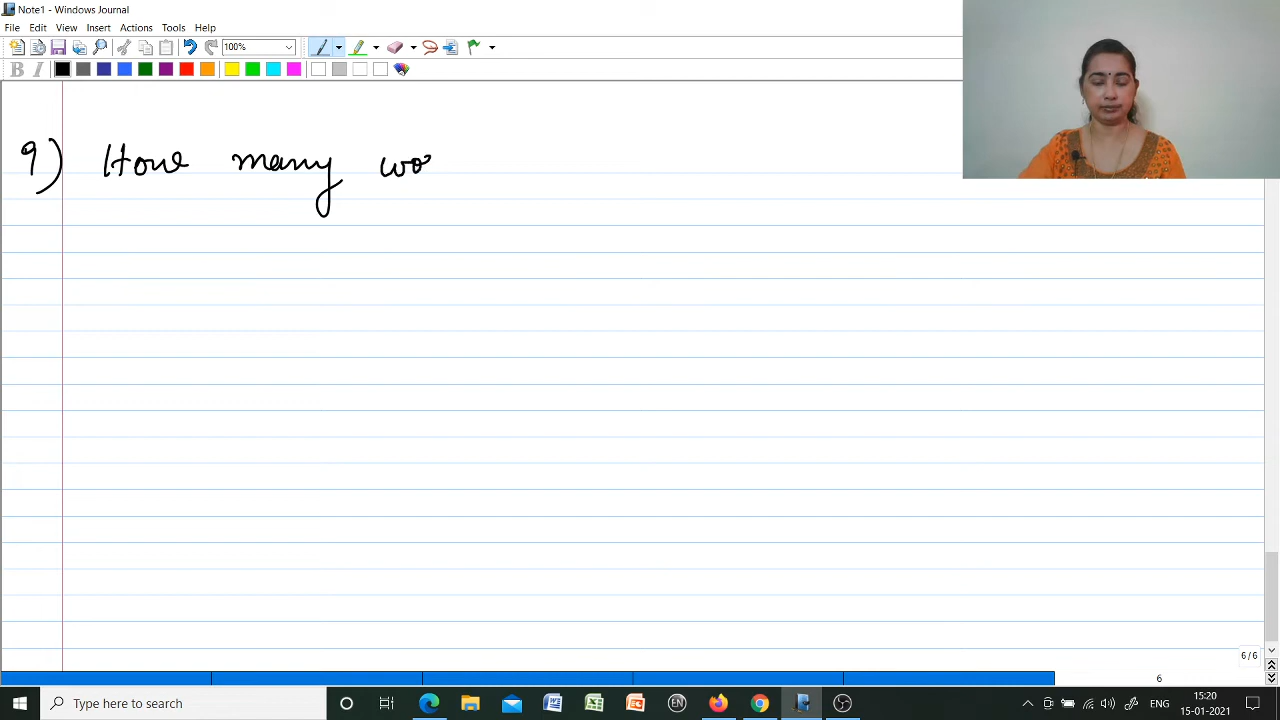 Note1 - Windows Journal
File Edit View Insert Actions Tools Help
100%
B I
9) How many wo
6/6
6
Type here to search
EN
15:20
15-01-2021